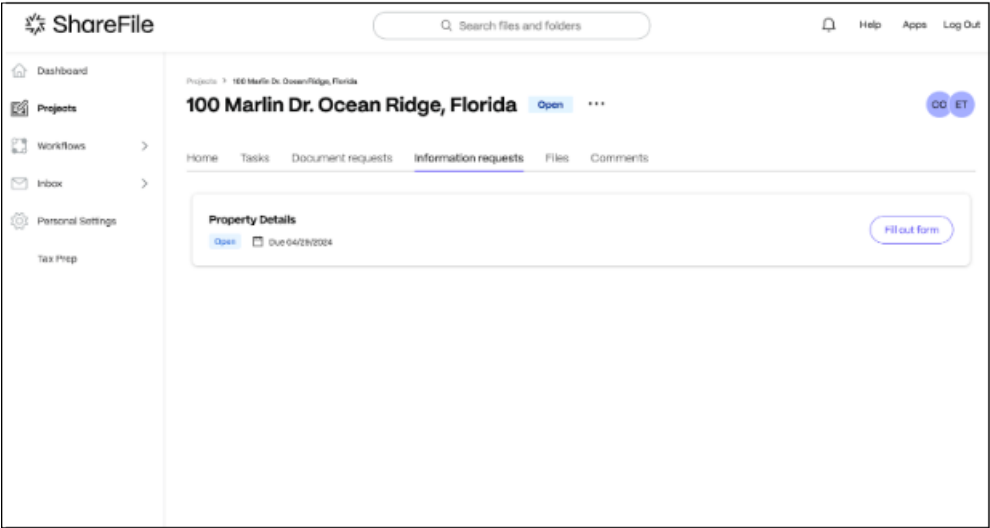 ShareFile
Search files and folders
Help
Apps
Log Out
Dashboard
Projects
Workflows
Inbox
Personal Settings
Tax Prep
Projects > 100 Marlin Dr. Ocean Ridge, Florida
100 Marlin Dr. Ocean Ridge, Florida
Open
...
ET
Home
Tasks
Document requests
Information requests
Files
Comments
Property Details
Open
Due 04/29/2024
Fill out form